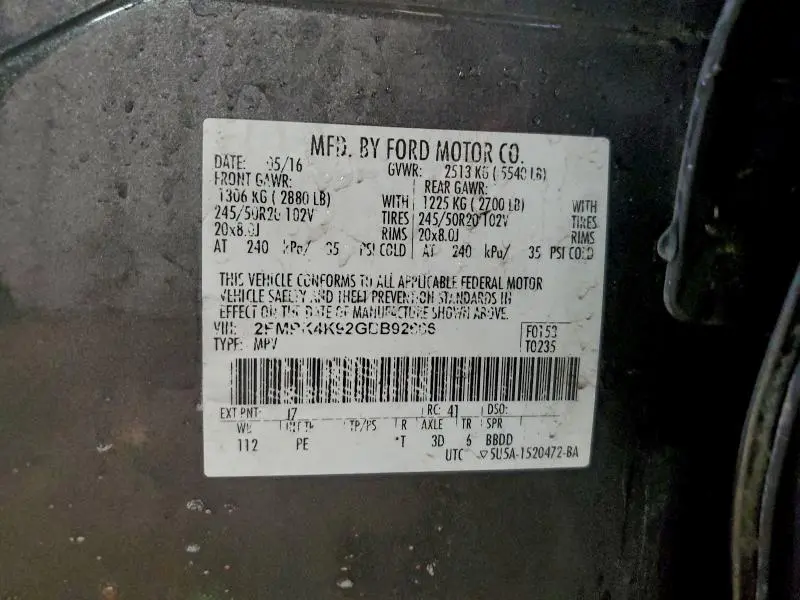 MFD. BY FORD MOTOR CO.
DATE: 05/16 GVWR: 2513 KG ( 5540 LB)
FRONT GAWR: REAR GAWR:
1306 KG ( 2880 LB) WITH 1225 KG ( 2700 LB) WITH
245/50R20 102V TIRES 245/50R20 102V TIRES
20x8.0J RIMS 20x8.0J RIMS
AT 240 kPa/ 35 PSI COLD AT 240 kPa/ 35 PSI COLD
THIS VEHICLE CONFORMS TO ALL APPLICABLE FEDERAL MOTOR
VEHICLE SAFETY AND THEFT PREVENTION STANDARDS IN
EFFECT ON THE DATE OF MANUFACTURE SHOWN ABOVE.
VIN: F0153
TYPE: MPV T0235
EXT PNT: J7 RC: 41 DSO:
WB INT TR TP/PS R AXLE TR SPR
112 PE *T 3D 6 BBDD
UTC ▽5U5A-1520472-BA